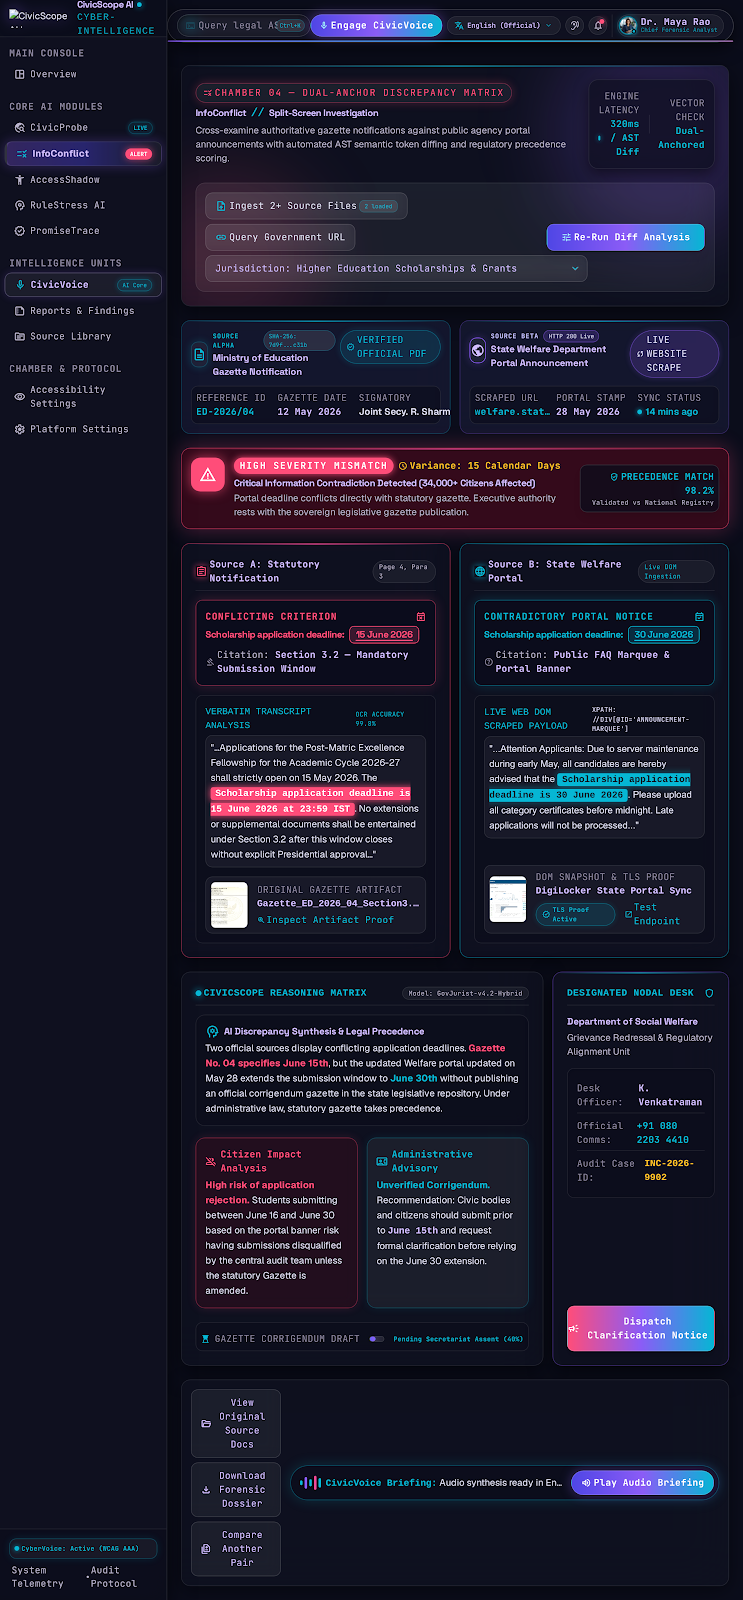 CivicScope
AI
CivicScope AI
CYBER-
INTELLIGENCE
MAIN CONSOLE
Overview
CORE AI MODULES
CivicProbe
LIVE
InfoConflict
ALERT
AccessShadow
RuleStress AI
PromiseTrace
INTELLIGENCE UNITS
CivicVoice
AI Core
Reports & Findings
Source Library
CHAMBER & PROTOCOL
Accessibility
Settings
Platform Settings
CyberVoice: Active (WCAG AAA)
System
Telemetry
•
Audit
Protocol
Query legal AS
Ctrl+K
Engage CivicVoice
English (Official)
Dr. Maya Rao
Chief Forensic Analyst
CHAMBER 04 — DUAL-ANCHOR DISCREPANCY MATRIX
InfoConflict // Split-Screen Investigation
Cross-examine authoritative gazette notifications against public agency portal
announcements with automated AST semantic token diffing and regulatory precedence
scoring.
ENGINE
LATENCY
320ms
/ AST
Diff
VECTOR
CHECK
Dual-
Anchored
Ingest 2+ Source Files
2 loaded
Query Government URL
Re-Run Diff Analysis
Jurisdiction: Higher Education Scholarships & Grants
SOURCE
ALPHA
SHA-256:
7d9f...c31b
Ministry of Education
Gazette Notification
VERIFIED
OFFICIAL PDF
REFERENCE ID
ED-2026/04
GAZETTE DATE
12 May 2026
SIGNATORY
Joint Secy. R. Sharm
SOURCE BETA
HTTP 200 Live
State Welfare Department
Portal Announcement
LIVE
WEBSITE
SCRAPE
SCRAPED URL
welfare.stat…
PORTAL STAMP
28 May 2026
SYNC STATUS
14 mins ago
HIGH SEVERITY MISMATCH
Variance: 15 Calendar Days
Critical Information Contradiction Detected (34,000+ Citizens Affected)
Portal deadline conflicts directly with statutory gazette. Executive authority
rests with the sovereign legislative gazette publication.
PRECEDENCE MATCH
98.2%
Validated vs National Registry
Source A: Statutory
Notification
Page 4, Para
3
CONFLICTING CRITERION
Scholarship application deadline: 15 June 2026
Citation: Section 3.2 — Mandatory
Submission Window
VERBATIM TRANSCRIPT
ANALYSIS
OCR ACCURACY
99.8%
"...Applications for the Post-Matric Excellence
Fellowship for the Academic Cycle 2026-27
shall strictly open on 15 May 2026. The
Scholarship application deadline is
15 June 2026 at 23:59 IST. No extensions
or supplemental documents shall be entertained
under Section 3.2 after this window closes
without explicit Presidential approval..."
ORIGINAL GAZETTE ARTIFACT
Gazette_ED_2026_04_Section3.…
Inspect Artifact Proof
Source B: State Welfare
Portal
Live DOM
Ingestion
CONTRADICTORY PORTAL NOTICE
Scholarship application deadline: 30 June 2026
Citation: Public FAQ Marquee &
Portal Banner
LIVE WEB DOM
SCRAPED PAYLOAD
XPATH:
//DIV[@ID='ANNOUNCEMENT-
MARQUEE']
"...Attention Applicants: Due to server maintenance
during early May, all candidates are hereby
advised that the Scholarship application
deadline is 30 June 2026. Please upload
all category certificates before midnight. Late
applications will not be processed..."
DOM SNAPSHOT & TLS PROOF
DigiLocker State Portal Sync
TLS Proof
Active
Test
Endpoint
CIVICSCOPE REASONING MATRIX
Model: GovJurist-v4.2-Hybrid
AI Discrepancy Synthesis & Legal Precedence
Two official sources display conflicting application deadlines. Gazette
No. 04 specifies June 15th, but the updated Welfare portal updated on
May 28 extends the submission window to June 30th without publishing
an official corrigendum gazette in the state legislative repository. Under
administrative law, statutory gazette takes precedence.
Citizen Impact
Analysis
High risk of application
rejection. Students submitting
between June 16 and June 30
based on the portal banner risk
having submissions disqualified
by the central audit team unless
the statutory Gazette is
amended.
Administrative
Advisory
Unverified Corrigendum.
Recommendation: Civic bodies
and citizens should submit prior
to June 15th and request
formal clarification before relying
on the June 30 extension.
GAZETTE CORRIGENDUM DRAFT
Pending Secretariat Assent (40%)
DESIGNATED NODAL DESK
Department of Social Welfare
Grievance Redressal & Regulatory
Alignment Unit
Desk
Officer:
K.
Venkatraman
Official
Comms:
+91 080
2203 4410
Audit Case
ID:
INC-2026-
9902
Dispatch
Clarification Notice
View
Original
Source
Docs
Download
Forensic
Dossier
Compare
Another
Pair
CivicVoice Briefing: Audio synthesis ready in En…
Play Audio Briefing